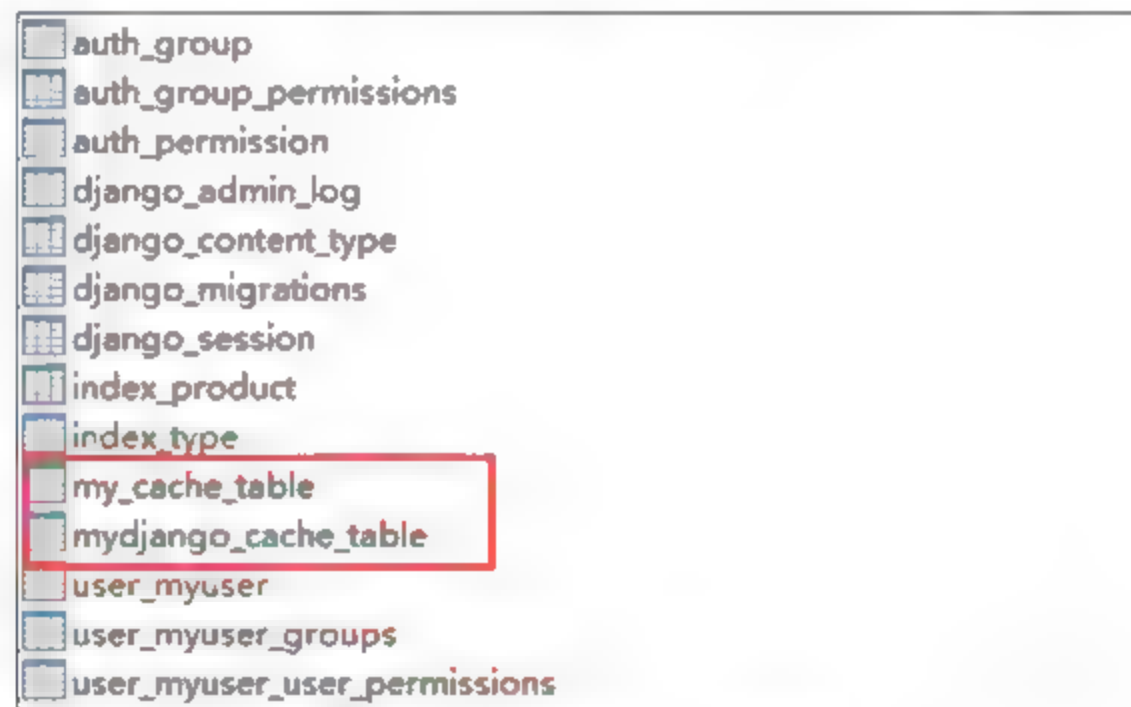 auth_group
auth_group_permissions
auth_permission
django_admin_log
django_content_type
django_migrations
django_session
index_product
index_type
my_cache_table
mydjango_cache_table
user_myuser
user_myuser_groups
user_myuser_user_permissions